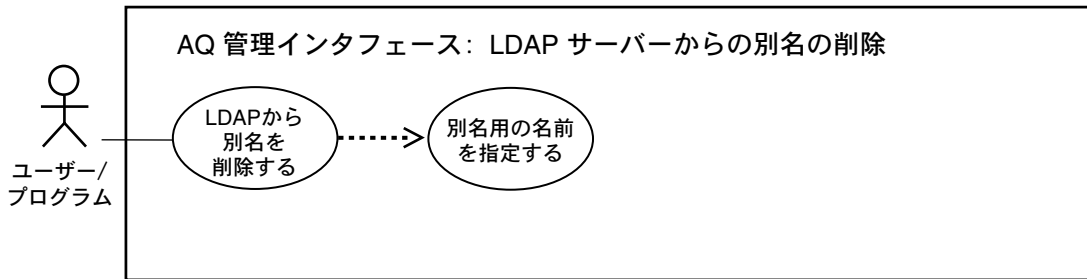 AQ 管理インタフェース: LDAP サーバーからの別名の削除
LDAPから
別名を
削除する
別名用の名前
を指定する
ユーザー/
プログラム